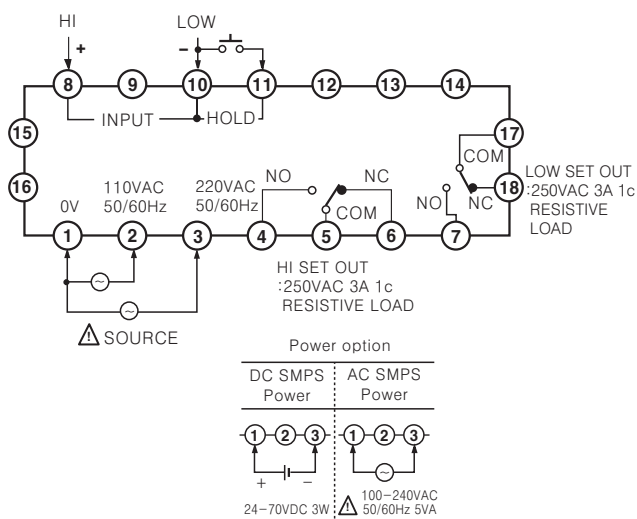 HI
LOW
+
–
8
9
10
11
12
13
14
INPUT
HOLD
15
17
COM
16
18
LOW SET OUT
:250VAC 3A 1c
RESISTIVE
LOAD
NO
NC
0V
110VAC
50/60Hz
220VAC
50/60Hz
NO
NC
COM
1
2
3
4
5
6
7
HI SET OUT
:250VAC 3A 1c
RESISTIVE LOAD
! SOURCE
Power option
DC SMPS
Power
AC SMPS
Power
1
2
3
1
2
3
+
−
24-70VDC 3W
! 100-240VAC
50/60Hz 5VA